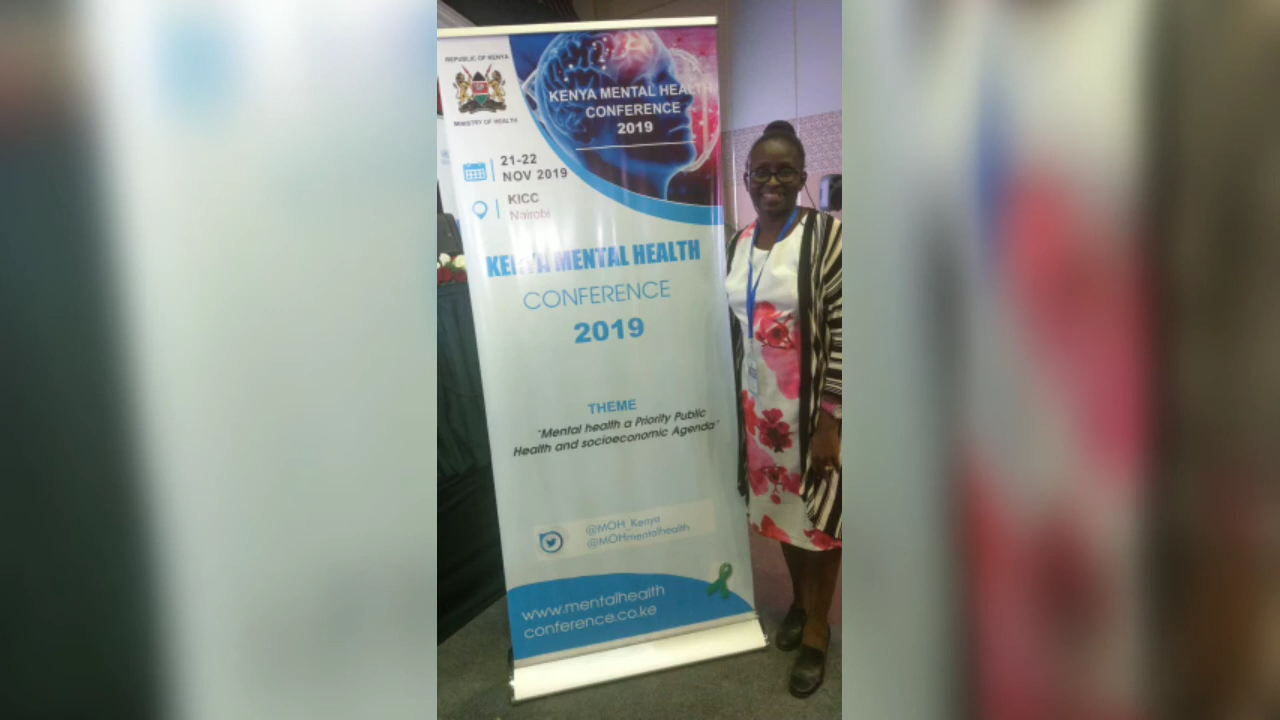 REPUBLIC OF KENYA
MINISTRY OF HEALTH
KENYA MENTAL HEALTH
CONFERENCE
2019
21-22
NOV 2019
KICC
Nairobi
KENYA MENTAL HEALTH
CONFERENCE
2019
THEME
"Mental health a Priority Public
Health and socioeconomic Agenda"
@MOH_Kenya
@MOHmentalhealth
www.mentalhealth
conference.co.ke